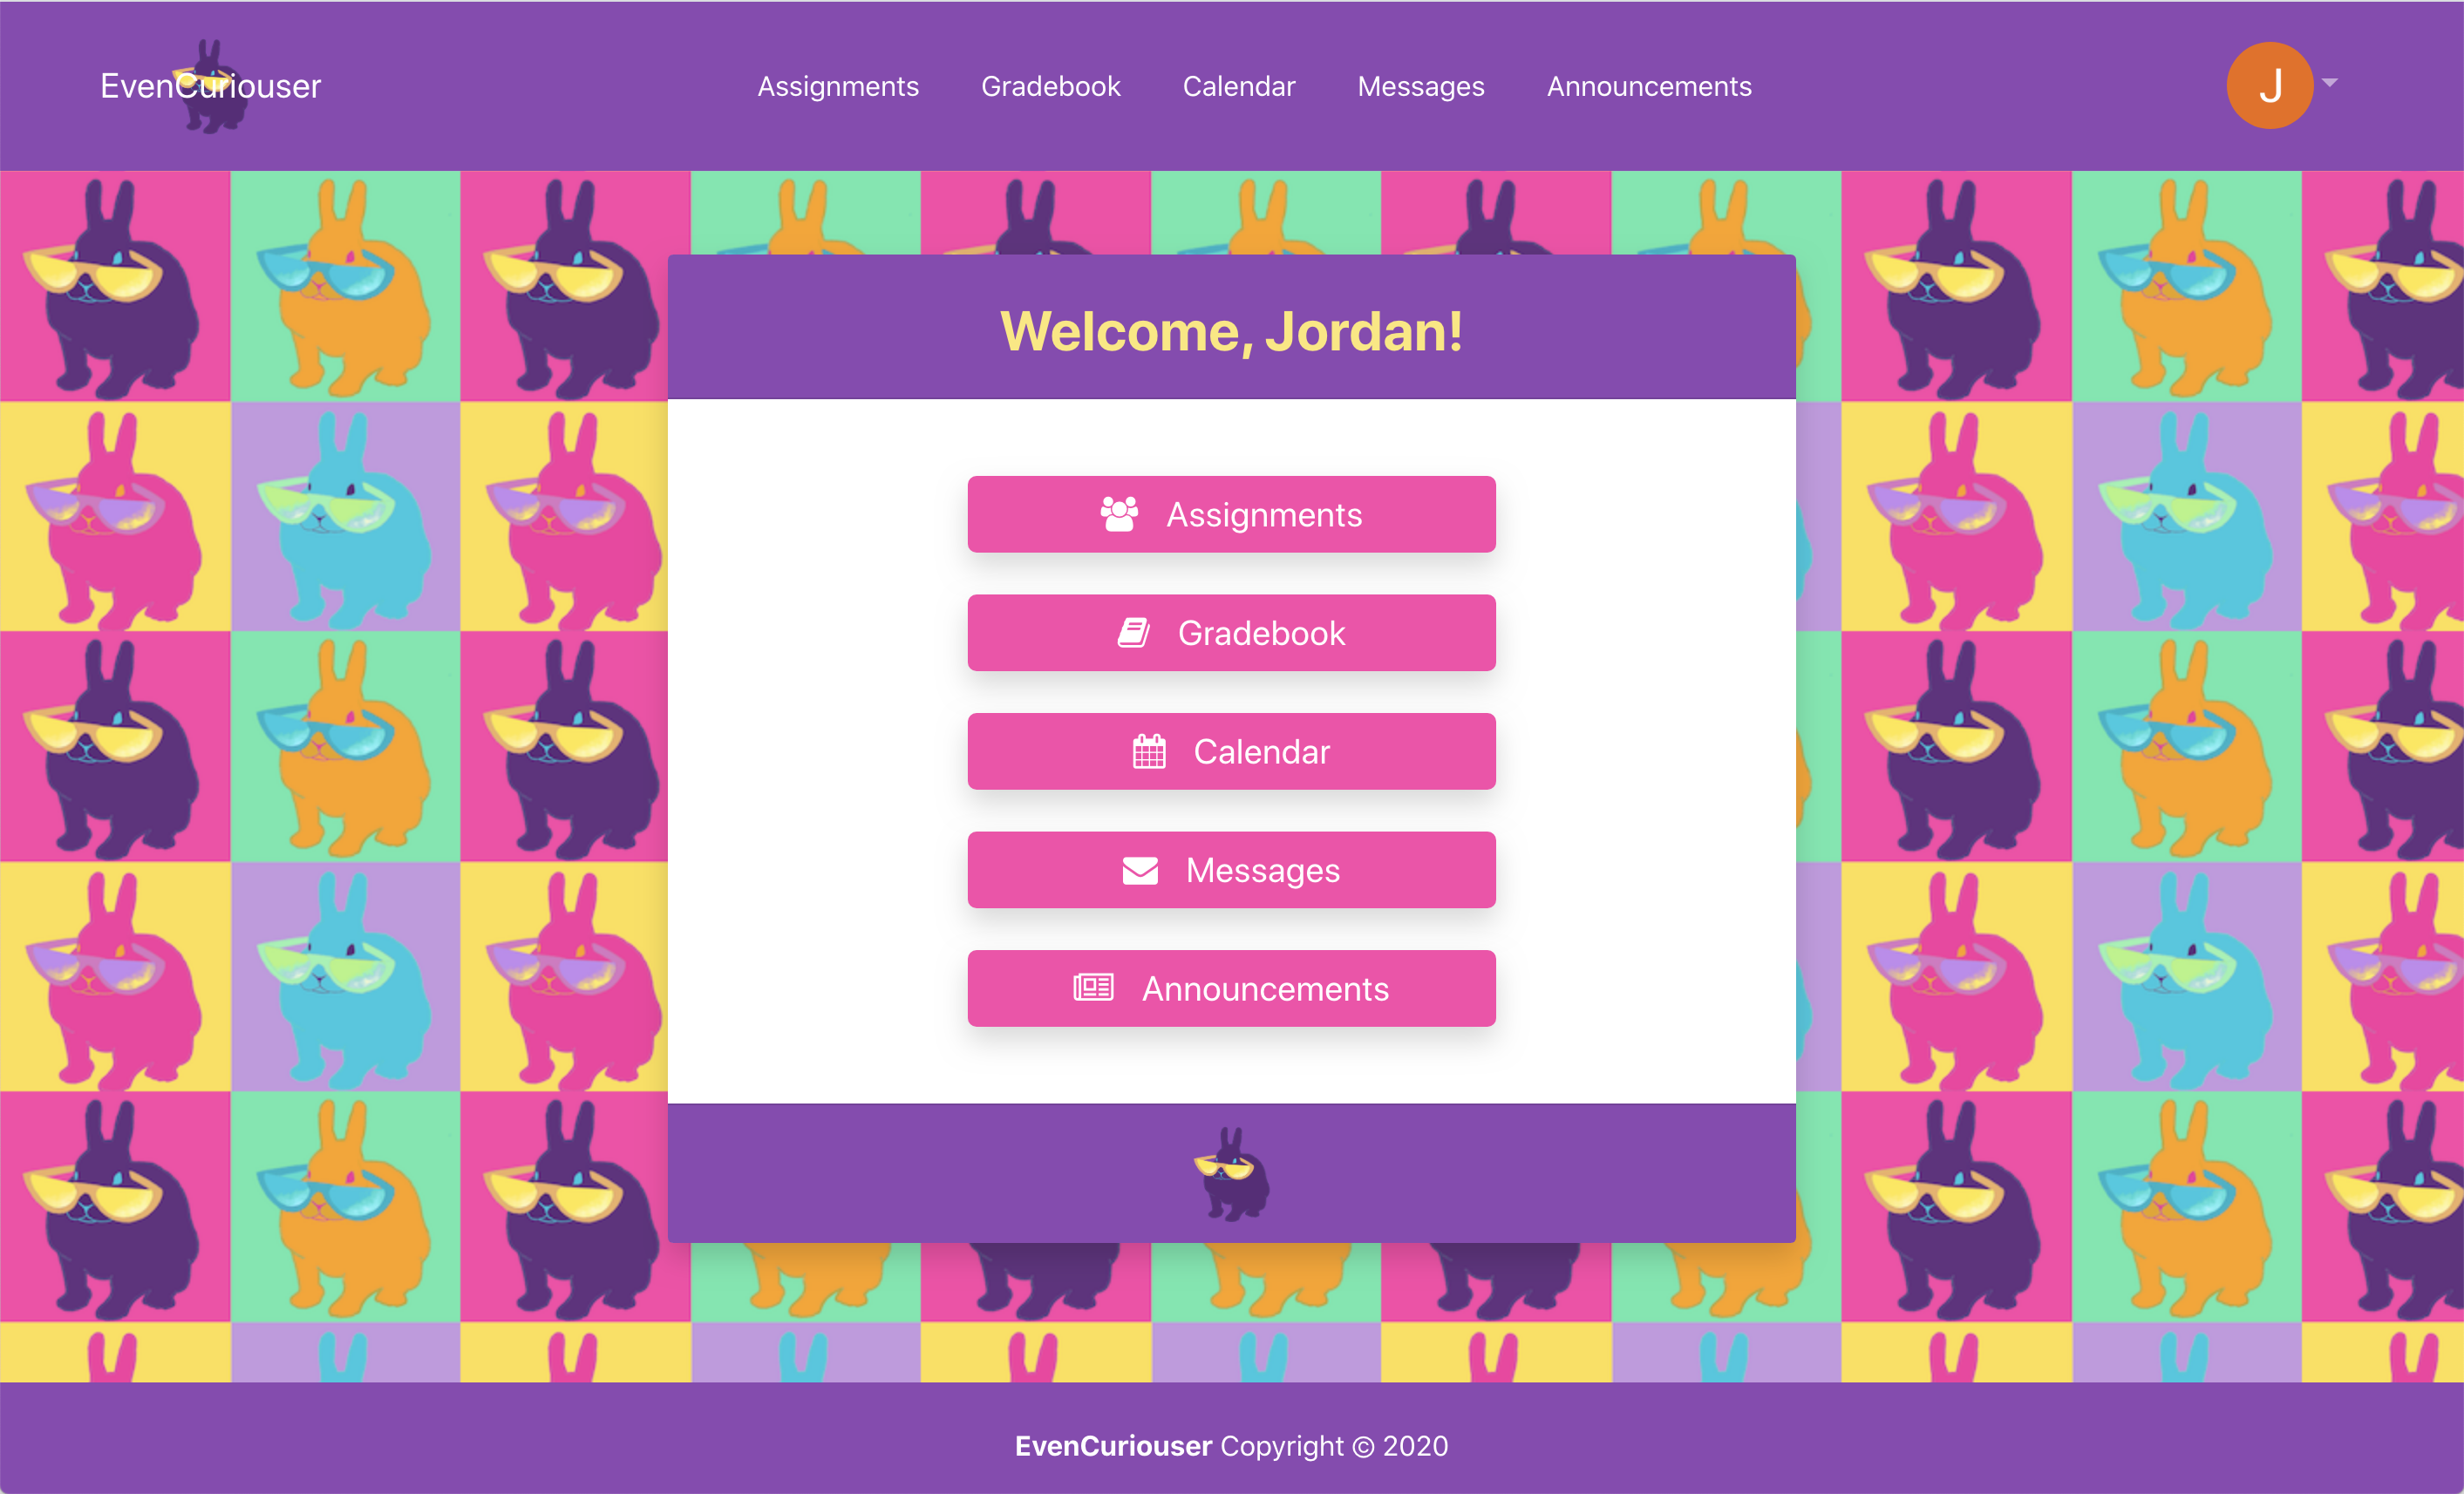 EvenCuriouser
Assignments Gradebook Calendar Messages Announcements
J
Welcome, Jordan!
Assignments
Gradebook
Calendar
Messages
Announcements
EvenCuriouser Copyright © 2020